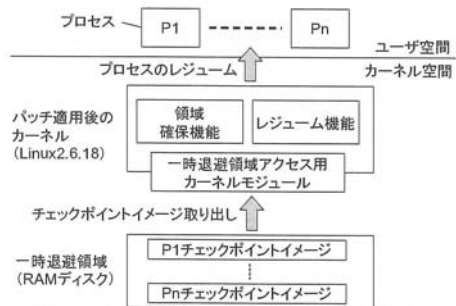 プロセス
P1
Pn
ユーザ空間
プロセスのレジューム
カーネル空間
パッチ適用後の
カーネル
(Linux2.6.18)
領域
確保機能
レジューム機能
一時退避領域アクセス用
カーネルモジュール
チェックポイントイメージ取り出し
一時退避領域
(RAMディスク)
P1チェックポイントイメージ
Pnチェックポイントイメージ